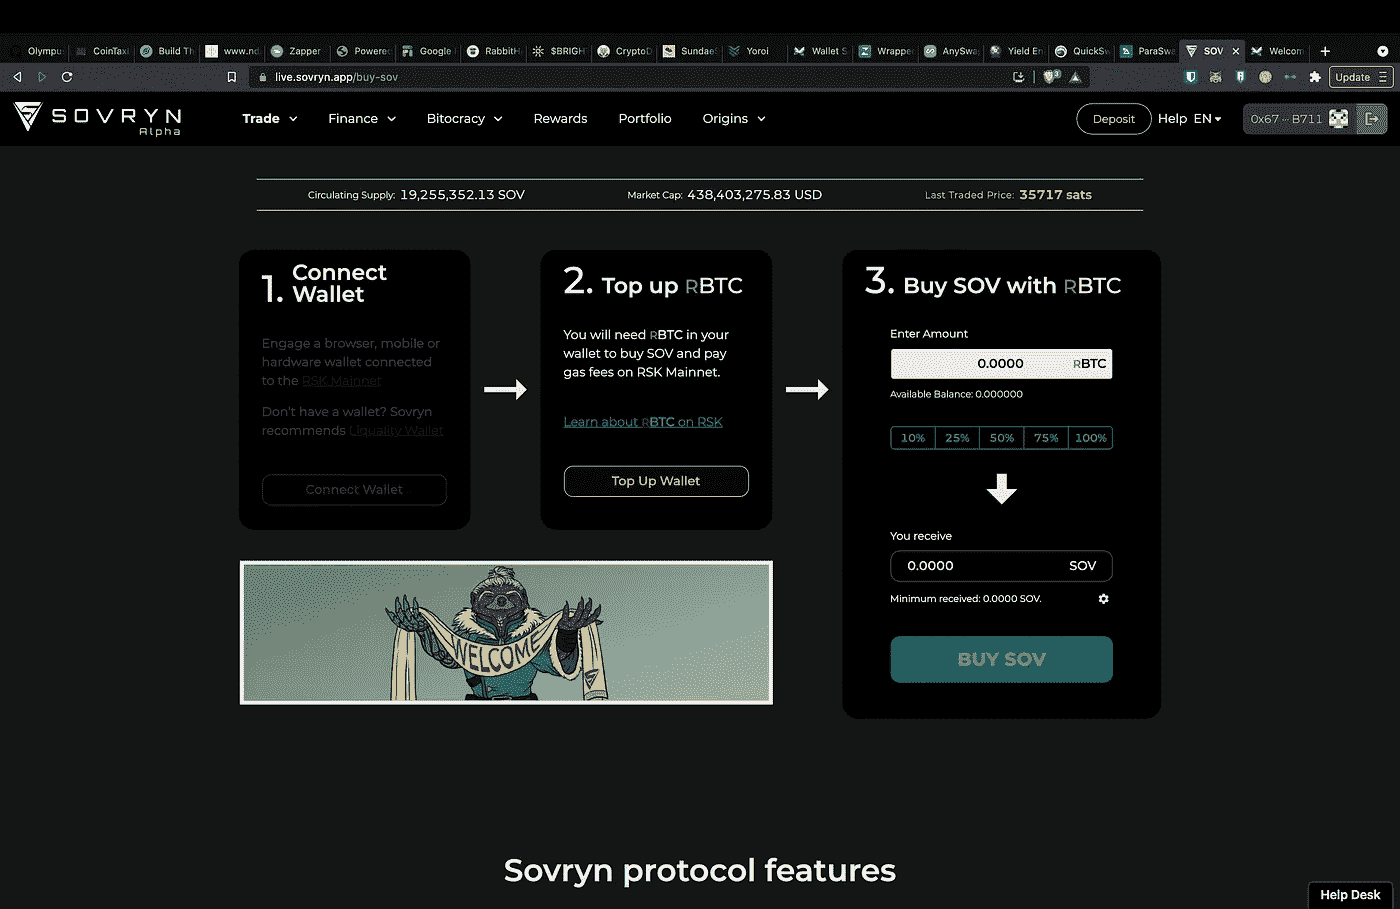 Olympu
CoinTaxi
Build Th
www.nd
Zapper
Powere
Google F
RabbitH
$BRIGH
CryptoD
Sundae
Yoroi
Wallet S
Wrappe
AnySwa
Yield En
QuickSw
ParaSwa
SOV
Welcom
live.sovryn.app/buy-sov
Update
SOVRYN
Alpha
Trade
Finance
Bitocracy
Rewards
Portfolio
Origins
Deposit
Help
EN
0x67 ··· B711
Circulating Supply: 19,255,352.13 SOV
Market Cap: 438,403,275.83 USD
Last Traded Price: 35717 sats
1. Connect
Wallet
Engage a browser, mobile or
hardware wallet connected
to the RSK Mainnet
Don't have a wallet? Sovryn
recommends Liquality Wallet
Connect Wallet
2. Top up RBTC
You will need RBTC in your
wallet to buy SOV and pay
gas fees on RSK Mainnet.
Learn about RBTC on RSK
Top Up Wallet
3. Buy SOV with RBTC
Enter Amount
0.0000 RBTC
Available Balance: 0.000000
10% 25% 50% 75% 100%
You receive
0.0000 SOV
Minimum received: 0.0000 SOV.
BUY SOV
WELCOME
Sovryn protocol features
Help Desk